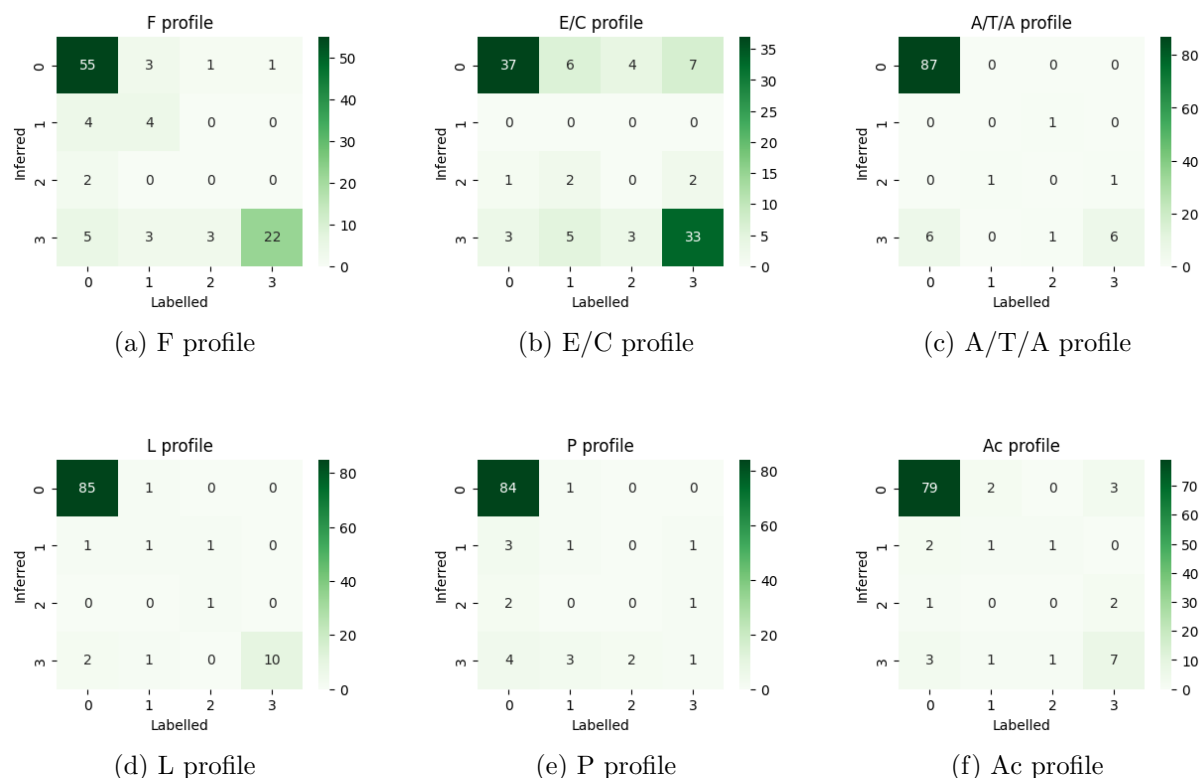 F profile
E/C profile
A/T/A profile
Inferred
0 55 3 1 1
1 4 4 0 0
2 2 0 0 0
3 5 3 3 22
0 1 2 3
Labelled
50
40
30
20
10
0
Inferred
0 37 6 4 7
1 0 0 0 0
2 1 2 0 2
3 3 5 3 33
0 1 2 3
Labelled
35
30
25
20
15
10
5
0
Inferred
0 87 0 0 0
1 0 0 1 0
2 0 1 0 1
3 6 0 1 6
0 1 2 3
Labelled
80
60
40
20
0
(a) F profile
(b) E/C profile
(c) A/T/A profile
L profile
P profile
Ac profile
Inferred
0 85 1 0 0
1 1 1 1 0
2 0 0 1 0
3 2 1 0 10
0 1 2 3
Labelled
80
60
40
20
0
Inferred
0 84 1 0 0
1 3 1 0 1
2 2 0 0 1
3 4 3 2 1
0 1 2 3
Labelled
80
60
40
20
0
Inferred
0 79 2 0 3
1 2 1 1 0
2 1 0 0 2
3 3 1 1 7
0 1 2 3
Labelled
70
60
50
40
30
20
10
0
(d) L profile
(e) P profile
(f) Ac profile